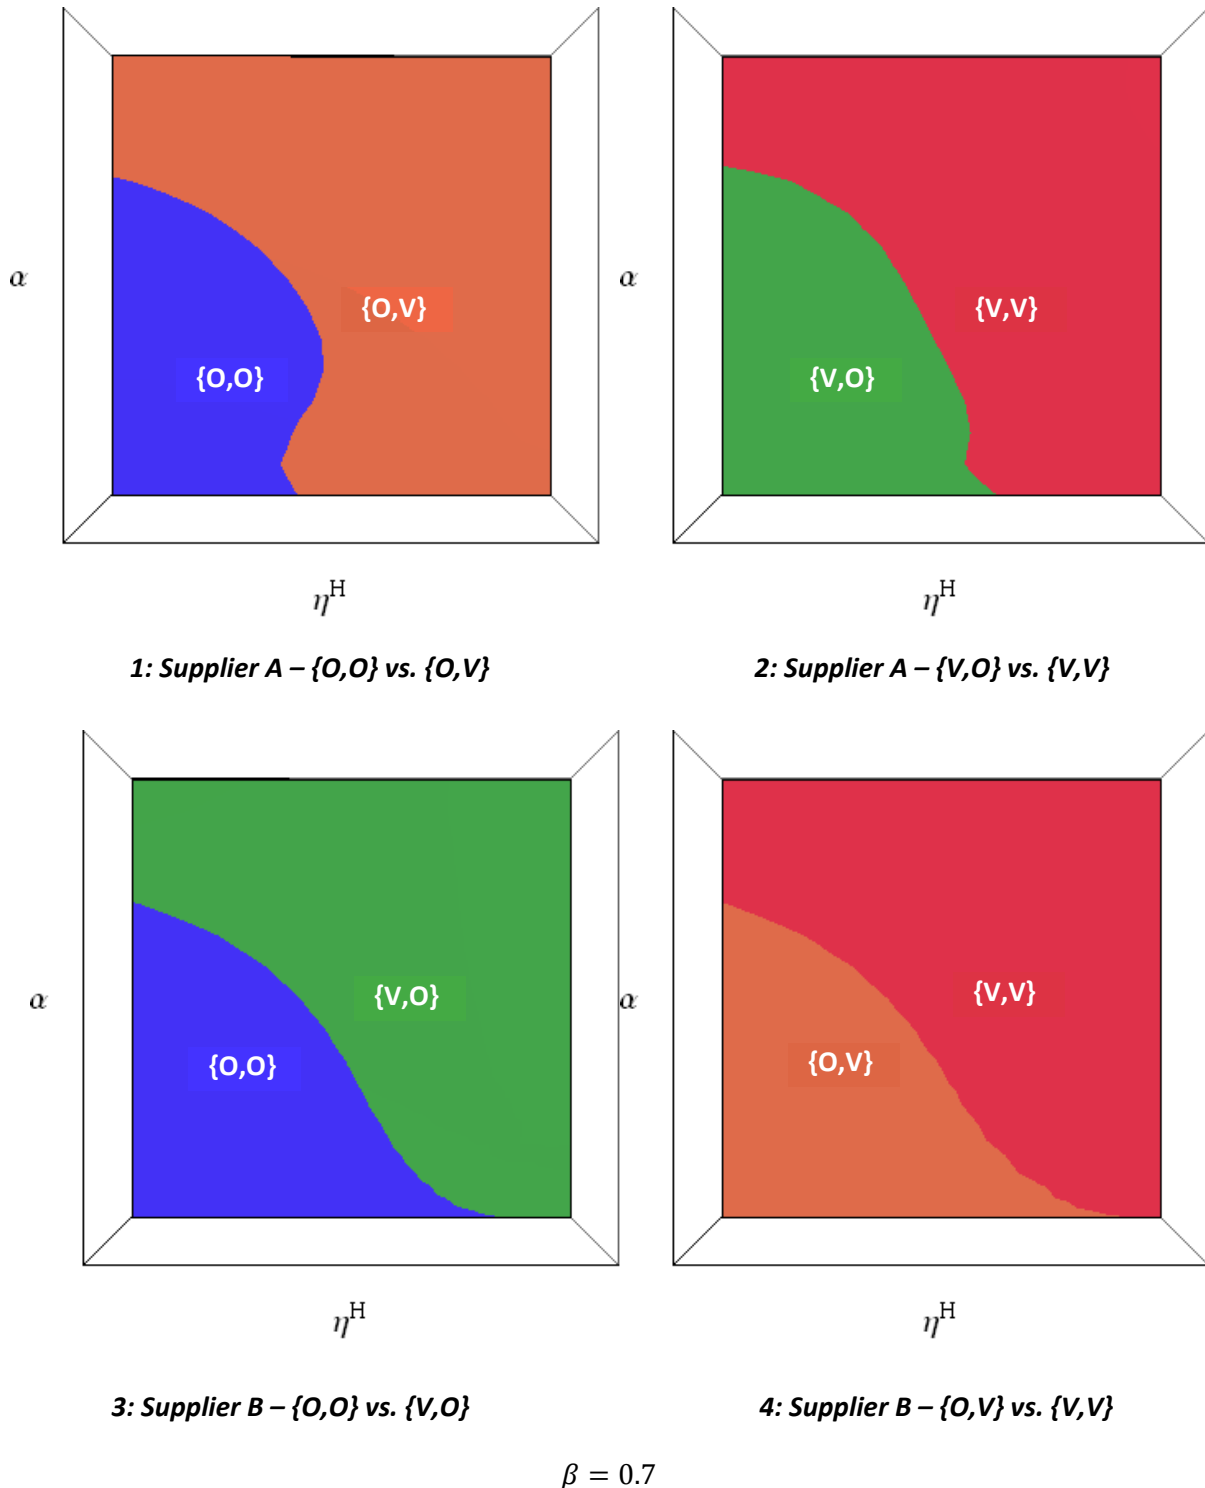 α
{O,V}
{O,O}
η^H
1: Supplier A – {O,O} vs. {O,V}
α
{V,V}
{V,O}
η^H
2: Supplier A – {V,O} vs. {V,V}
α
{V,O}
{O,O}
η^H
3: Supplier B – {O,O} vs. {V,O}
α
{V,V}
{O,V}
η^H
4: Supplier B – {O,V} vs. {V,V}
β = 0.7